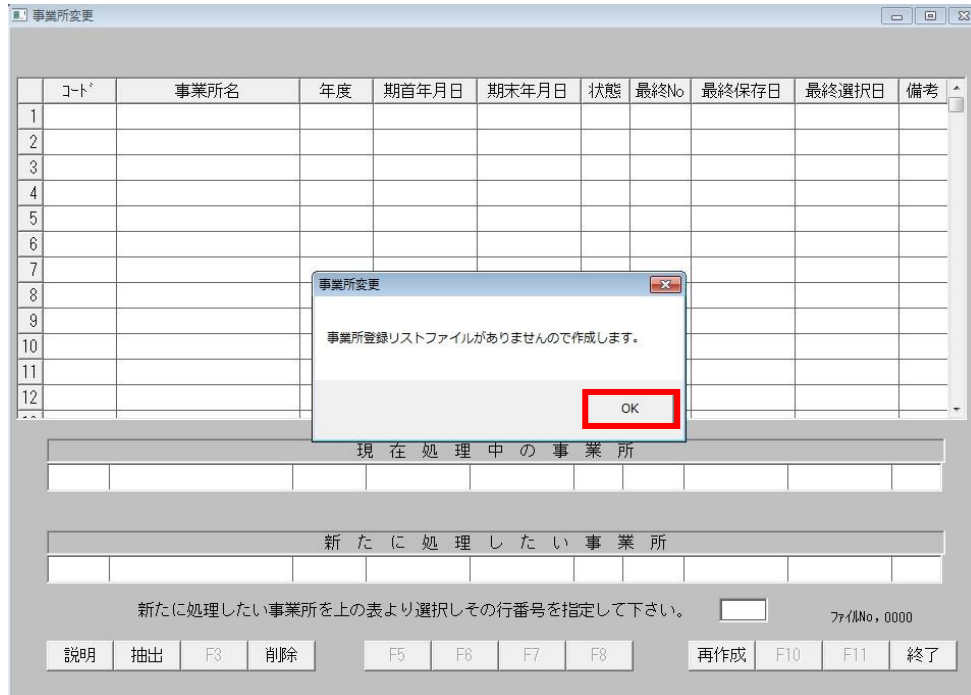 事業所変更
ｺｰﾄﾞ 事業所名 年度 期首年月日 期末年月日 状態 最終No 最終保存日 最終選択日 備考
1
2
3
4
5
6
7
8
9
10
11
12
事業所変更
事業所登録リストファイルがありませんので作成します。
OK
現在処理中の事業所
新たに処理したい事業所
新たに処理したい事業所を上の表より選択しその行番号を指定して下さい。
ﾌｧｲﾙNo,0000
説明 抽出 F3 削除 F5 F6 F7 F8 再作成 F10 F11 終了